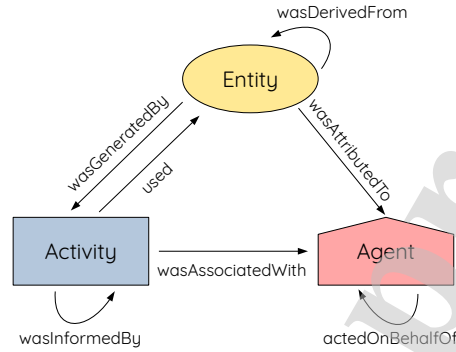 wasDerivedFrom
Entity
wasGeneratedBy
used
wasAttributedTo
Activity
wasAssociatedWith
Agent
wasInformedBy
actedOnBehalfOf